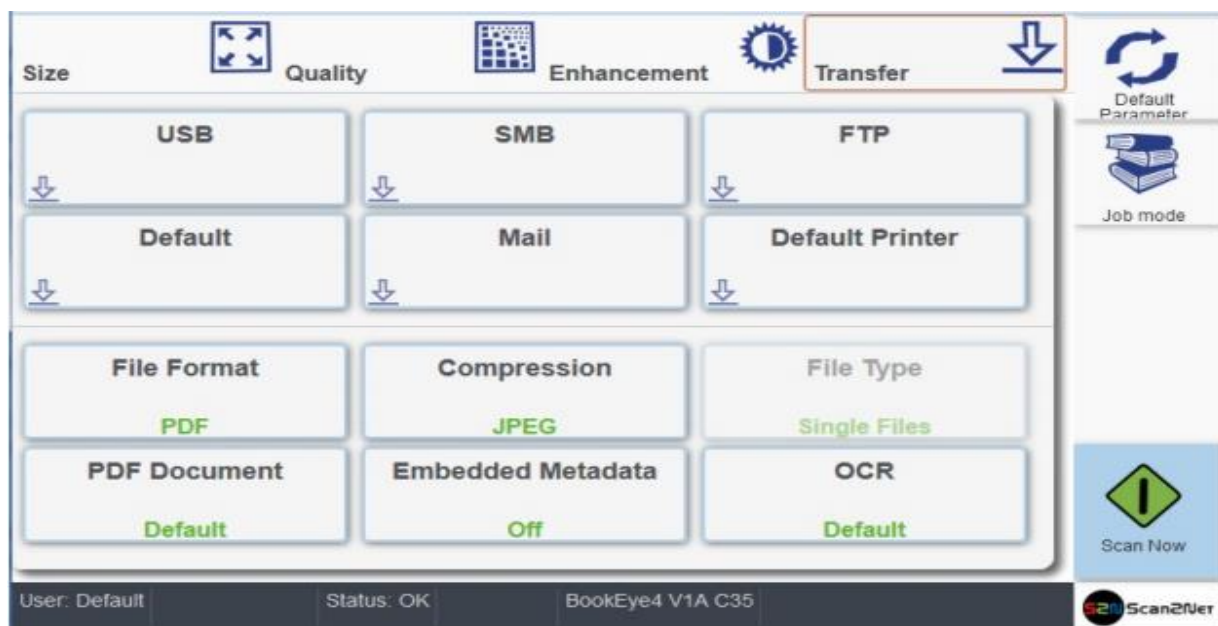 Size
Quality
Enhancement
Transfer
Default
Parameter
USB
SMB
FTP
Job mode
Default
Mail
Default Printer
File Format
Compression
File Type
PDF
JPEG
Single Files
PDF Document
Embedded Metadata
OCR
Default
Off
Default
Scan Now
User: Default
Status: OK
BookEye4 V1A C35
S2N Scan2Net